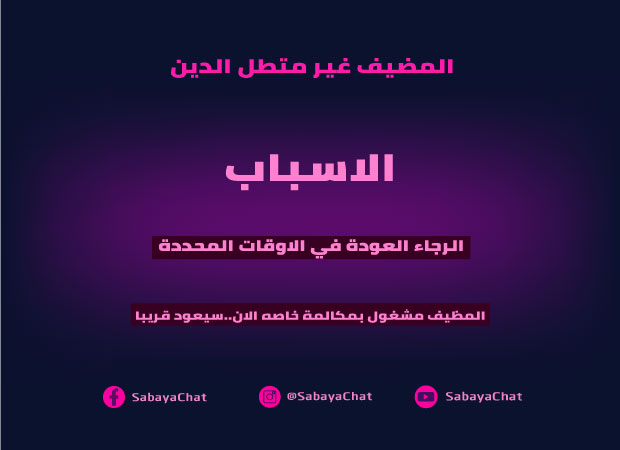 المضيف غير متطل الدين
الاسباب
الرجاء العودة في الاوقات المحددة
المظيف مشغول بمكالمة خاصه الان..سيعود قريبا
SabayaChat @SabayaChat SabayaChat